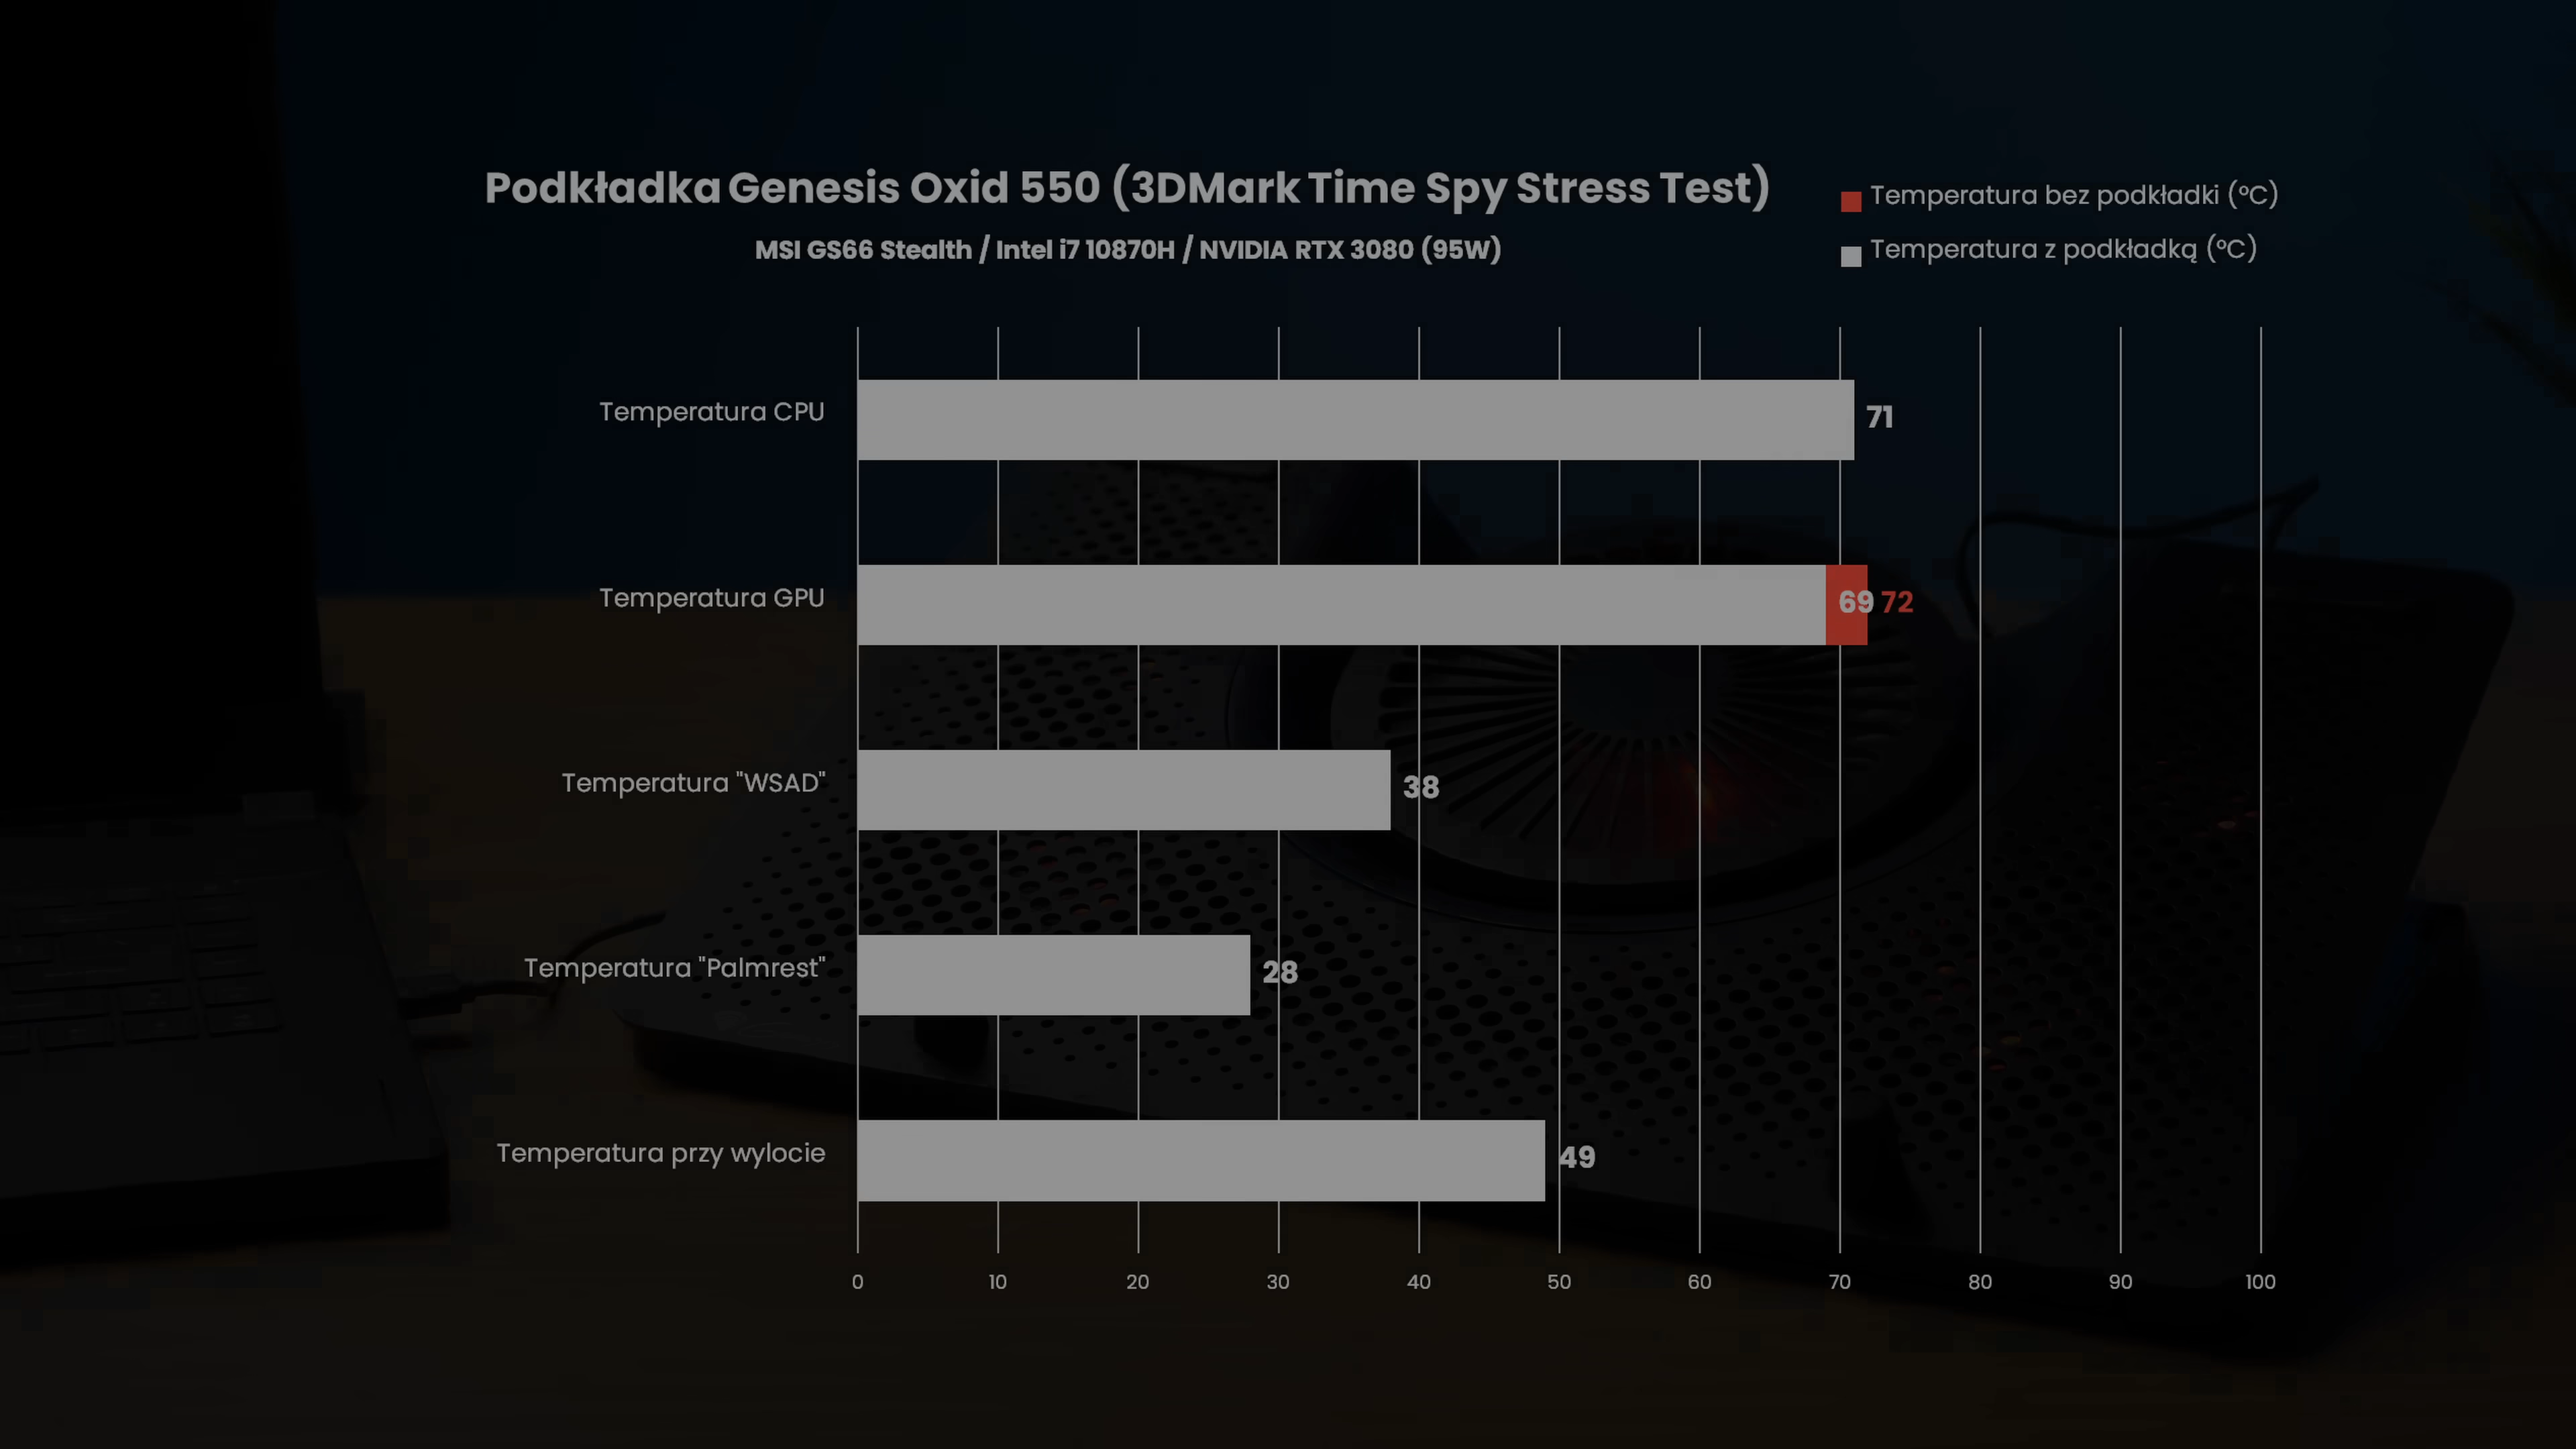 Podkładka Genesis Oxid 550 (3DMark Time Spy Stress Test)
MSI GS66 Stealth / Intel i7 10870H / NVIDIA RTX 3080 (95W)
Temperatura bez podkładki (°C)
Temperatura z podkładką (°C)
Temperatura CPU 71
Temperatura GPU 69 72
Temperatura "WSAD" 38
Temperatura "Palmrest" 28
Temperatura przy wylocie 49
0 10 20 30 40 50 60 70 80 90 100